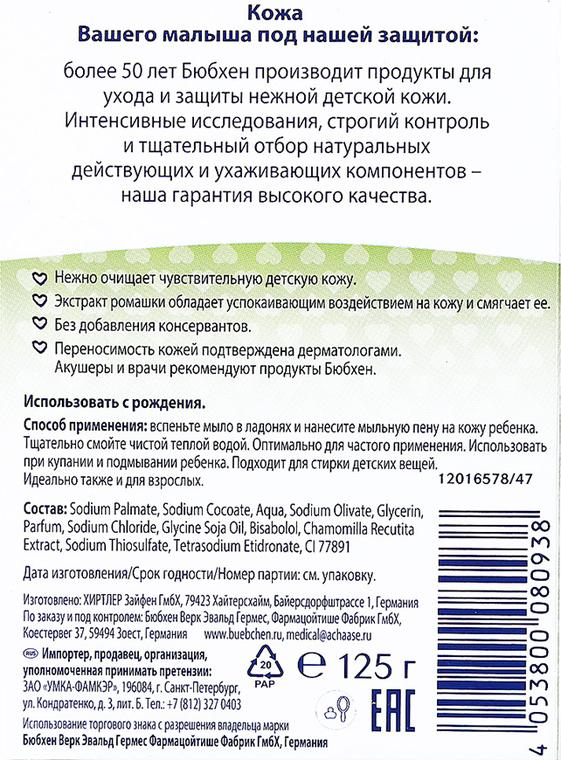 Кожа
Вашего малыша под нашей защитой:
более 50 лет Бюбхен производит продукты для
ухода и защиты нежной детской кожи.
Интенсивные исследования, строгий контроль
и тщательный отбор натуральных
действующих и ухаживающих компонентов –
наша гарантия высокого качества.
Нежно очищает чувствительную детскую кожу.
Экстракт ромашки обладает успокаивающим воздействием на кожу и смягчает ее.
Без добавления консервантов.
Переносимость кожей подтверждена дерматологами.
Акушеры и врачи рекомендуют продукты Бюбхен.
Использовать с рождения.
Способ применения: вспеньте мыло в ладонях и нанесите мыльную пену на кожу ребенка.
Тщательно смойте чистой теплой водой. Оптимально для частого применения. Использовать
при купании и подмывании ребенка. Подходит для стирки детских вещей.
Идеально также и для взрослых.
12016578/47
Состав: Sodium Palmate, Sodium Cocoate, Aqua, Sodium Olivate, Glycerin,
Parfum, Sodium Chloride, Glycine Soja Oil, Bisabolol, Chamomilla Recutita
Extract, Sodium Thiosulfate, Tetrasodium Etidronate, CI 77891
Дата изготовления/Срок годности/Номер партии: см. упаковку.
Изготовлено: ХИРТЛЕР Зайфен ГмбХ, 79423 Хайтерсхайм, Байерсдорфштрассе 1, Германия
По заказу и под контролем: Бюбхен Верк Эвальд Гермес, Фармацойтише Фабрик ГмбХ,
Коествегер 37, 59494 Зоест, Германия www.buebchen.ru, medical@achaase.ru
RUS Импортер, продавец, организация,
уполномоченная принимать претензии:
ЗАО «УМКА-ФАМКЭР», 196084, г. Санкт-Петербург,
ул. Кондратенко, д. 3, лит. Б. Тел.: +7 (812) 327 0403
Использование торгового знака с разрешения владельца марки
Бюбхен Верк Эвальд Гермес Фармацойтише Фабрик ГмбХ, Германия
20
PAP
℮ 125 г
EAC
4 053800 080938